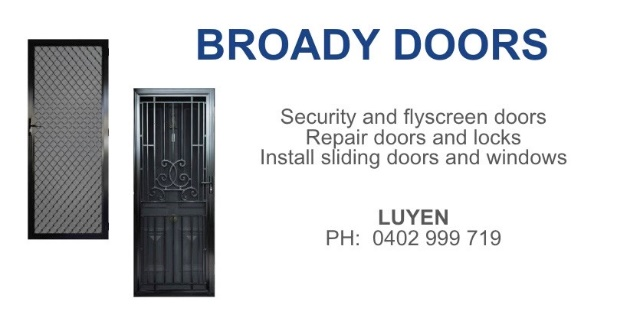 BROADY DOORS
Security and flyscreen doors
Repair doors and locks
Install sliding doors and windows
LUYEN
PH: 0402 999 719